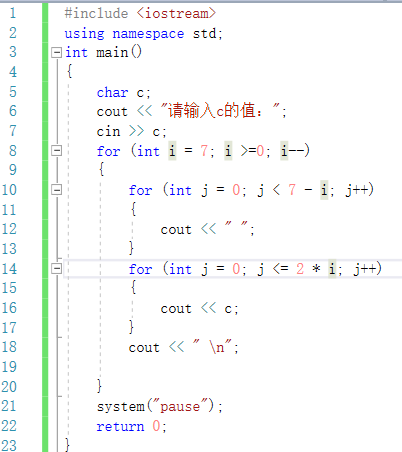 1 #include <iostream>
2 using namespace std;
3 int main()
4 {
5 char c;
6 cout << "请输入c的值：";
7 cin >> c;
8 for (int i = 7; i >=0; i--)
9 {
10 for (int j = 0; j < 7 - i; j++)
11 {
12 cout << " ";
13 }
14 for (int j = 0; j <= 2 * i; j++)
15 {
16 cout << c;
17 }
18 cout << " \n";
19
20 }
21 system("pause");
22 return 0;
23 }